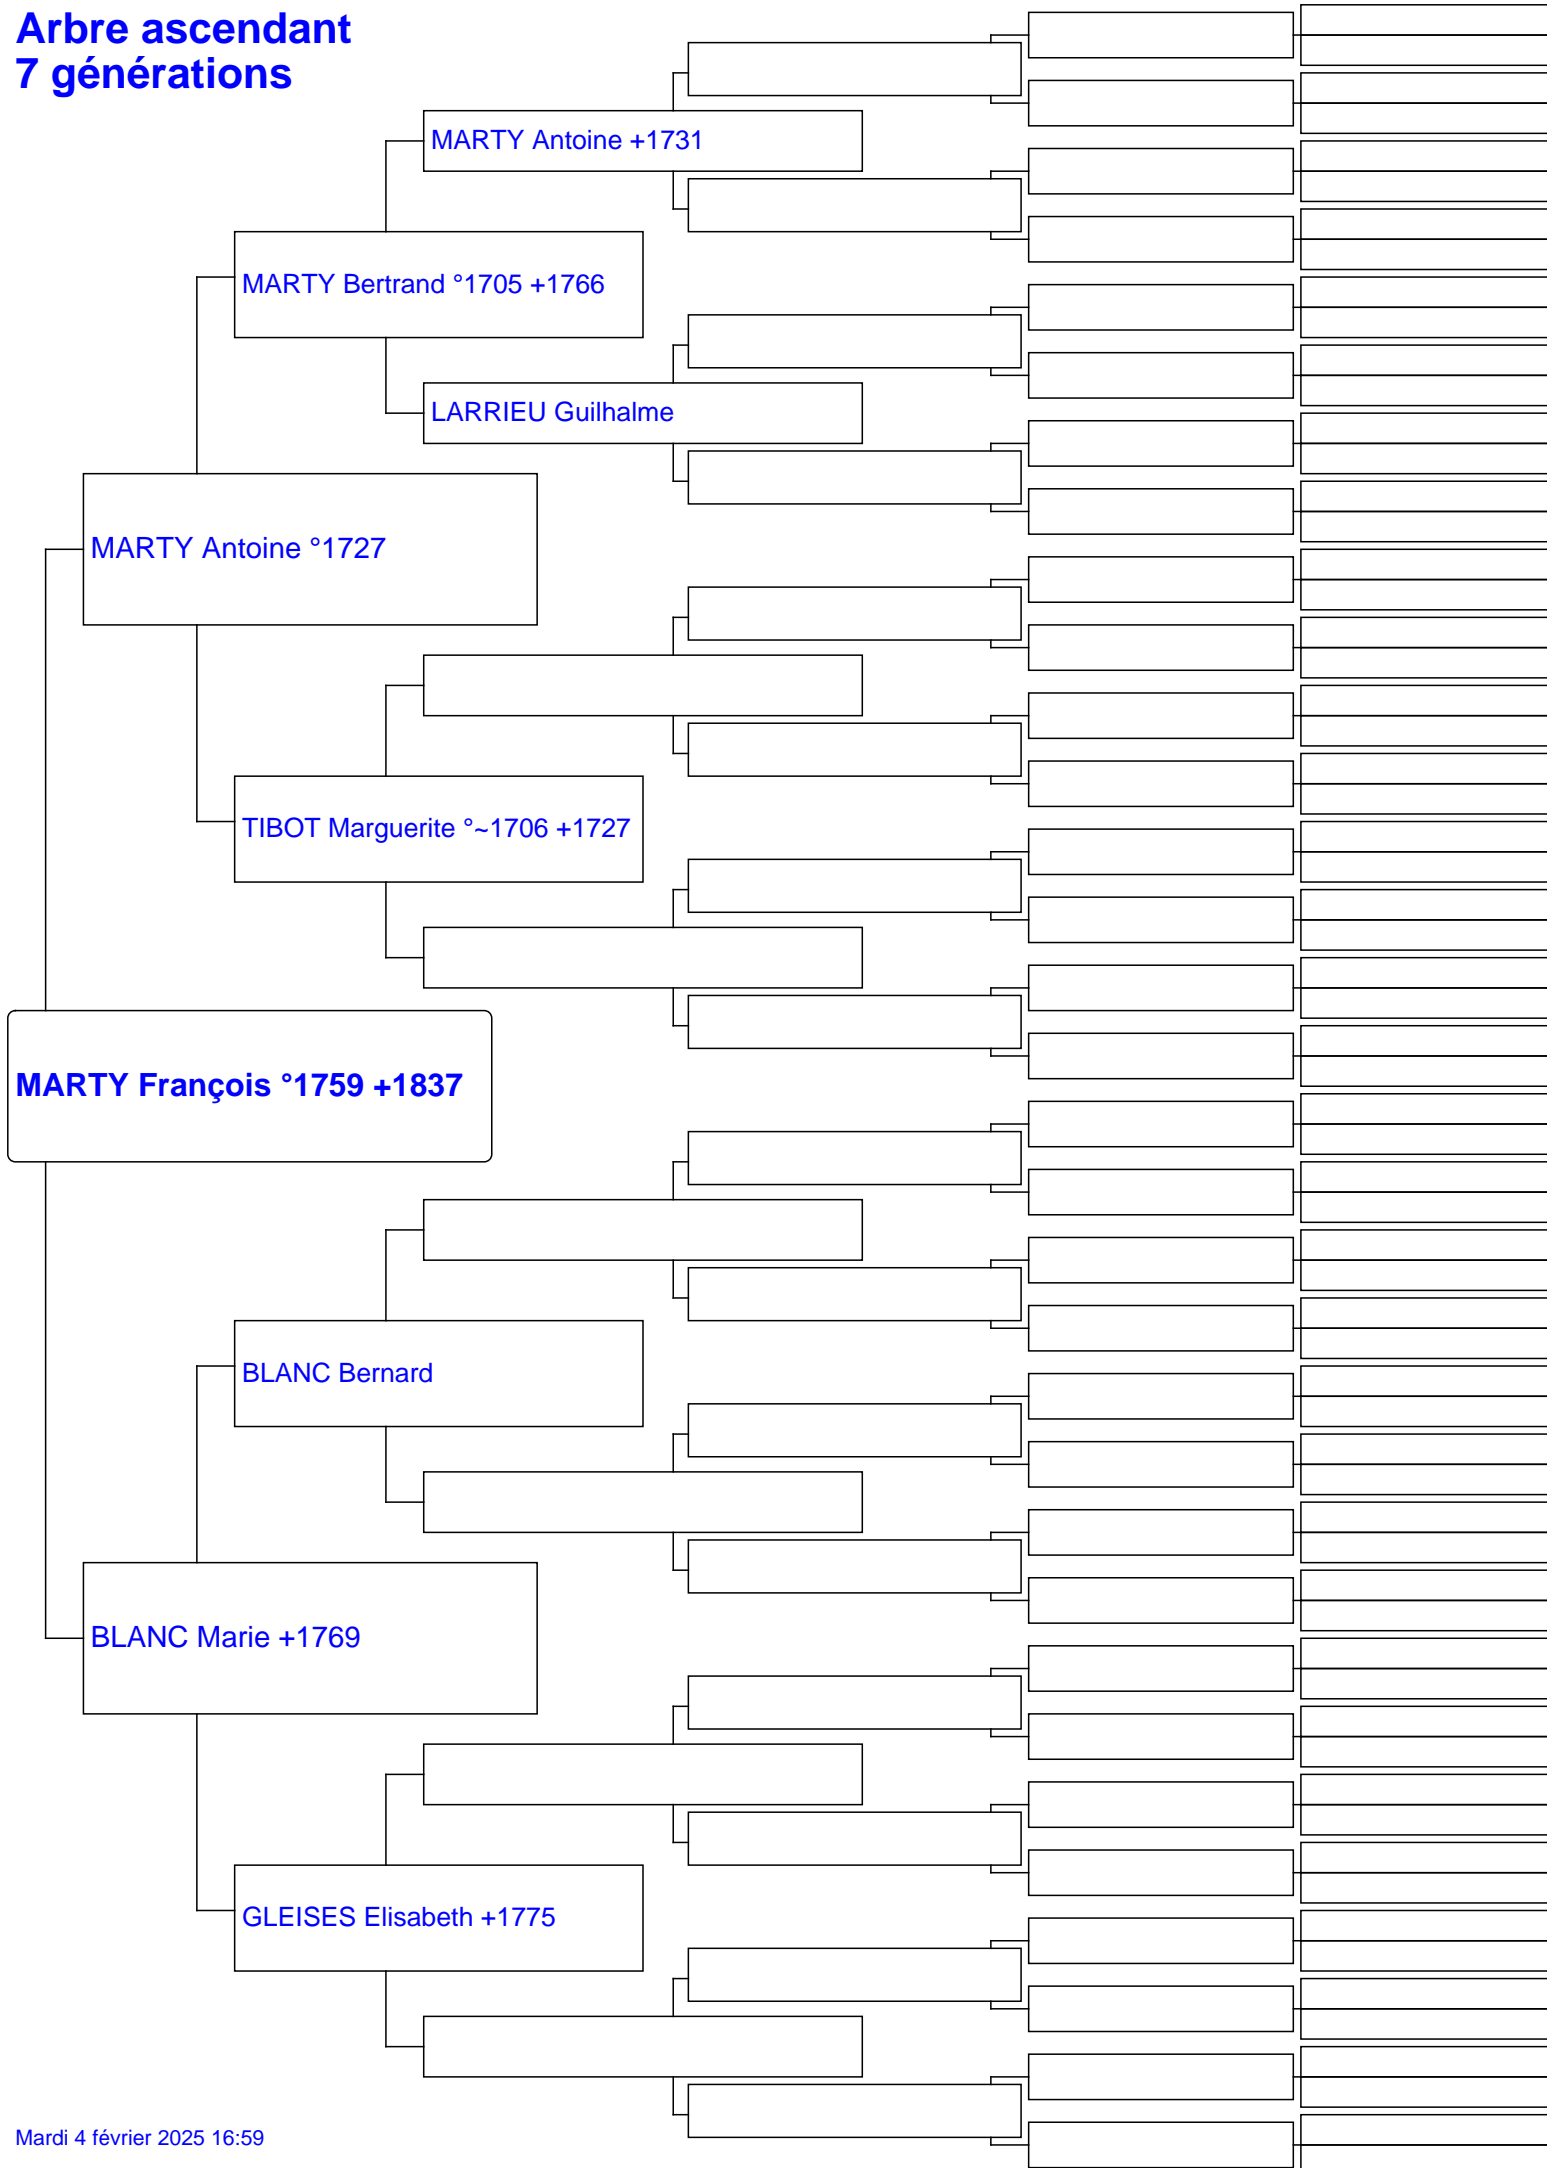 Arbre ascendant
7 générations
MARTY Antoine +1731
MARTY Bertrand °1705 +1766
LARRIEU Guilhalme
MARTY Antoine °1727
TIBOT Marguerite °~1706 +1727
MARTY François °1759 +1837
BLANC Bernard
BLANC Marie +1769
GLEISES Elisabeth +1775
Mardi 4 février 2025 16:59